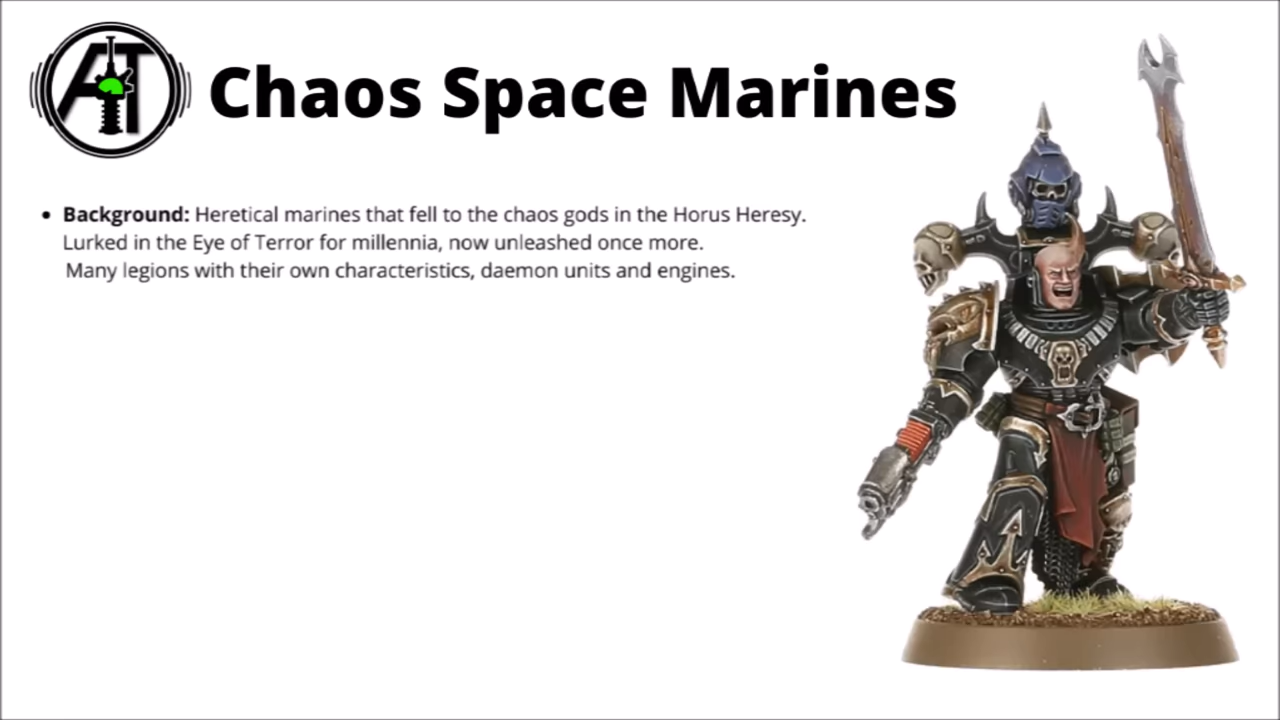 AT
Chaos Space Marines
• Background: Heretical marines that fell to the chaos gods in the Horus Heresy.
Lurked in the Eye of Terror for millennia, now unleashed once more.
Many legions with their own characteristics, daemon units and engines.